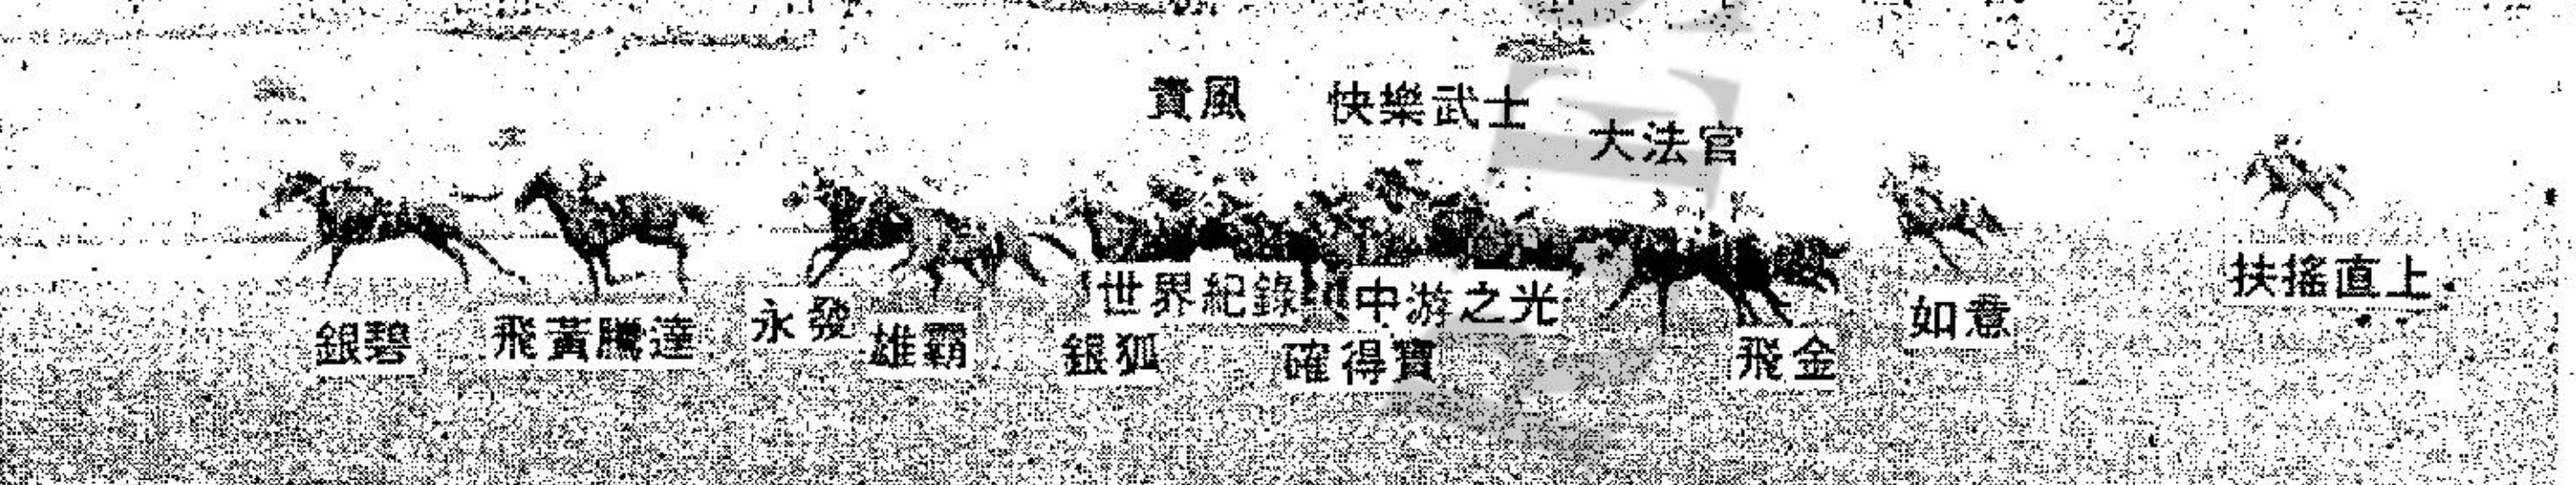 貴風
快樂武士
大法官
銀碧
飛黃騰達
永發
雄霸
世界紀錄
銀狐
中游之光
確得寶
飛金
如意
扶搖直上